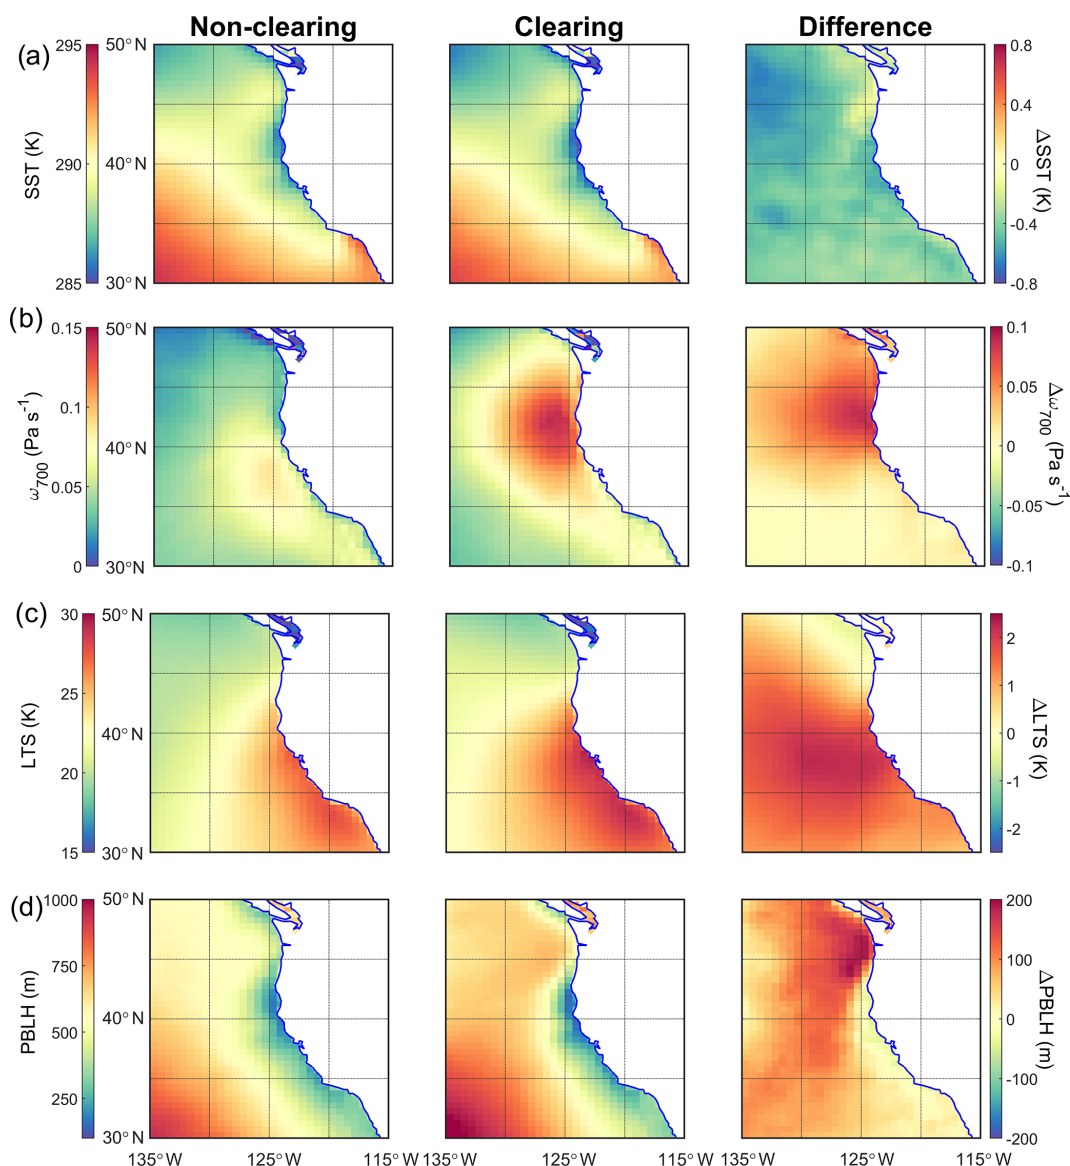 Non-clearing Clearing Difference
(a) 295 50° N 0.8
0.4
SST (K) 290 40° N 0 ΔSST (K)
-0.4
285 30° N -0.8
(b) 0.15 50° N 0.1
0.1 0.05
ω700 (Pa s-1) 40° N 0 Δω700 (Pa s-1)
0.05 -0.05
0 30° N -0.1
(c) 30 50° N
2
25 1
LTS (K) 40° N 0 ΔLTS (K)
20 -1
-2
15 30° N
(d) 1000 50° N 200
750 100
PBLH (m) 500 40° N 0 ΔPBLH (m)
250 -100
30° N -200
135° W 125° W 115° W 135° W 125° W 115° W 135° W 125° W 115° W